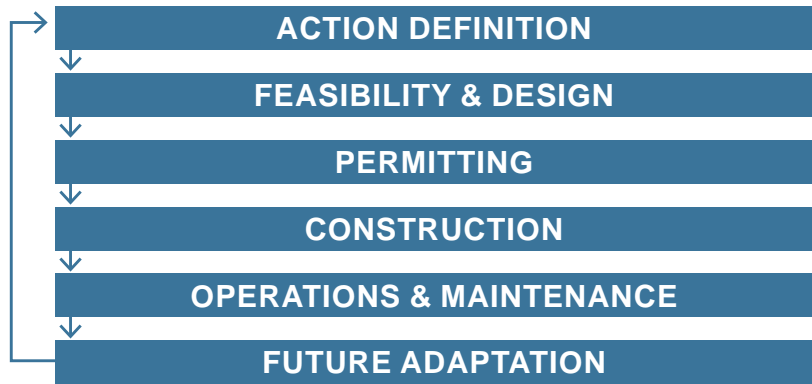 ACTION DEFINITION
FEASIBILITY & DESIGN
PERMITTING
CONSTRUCTION
OPERATIONS & MAINTENANCE
FUTURE ADAPTATION